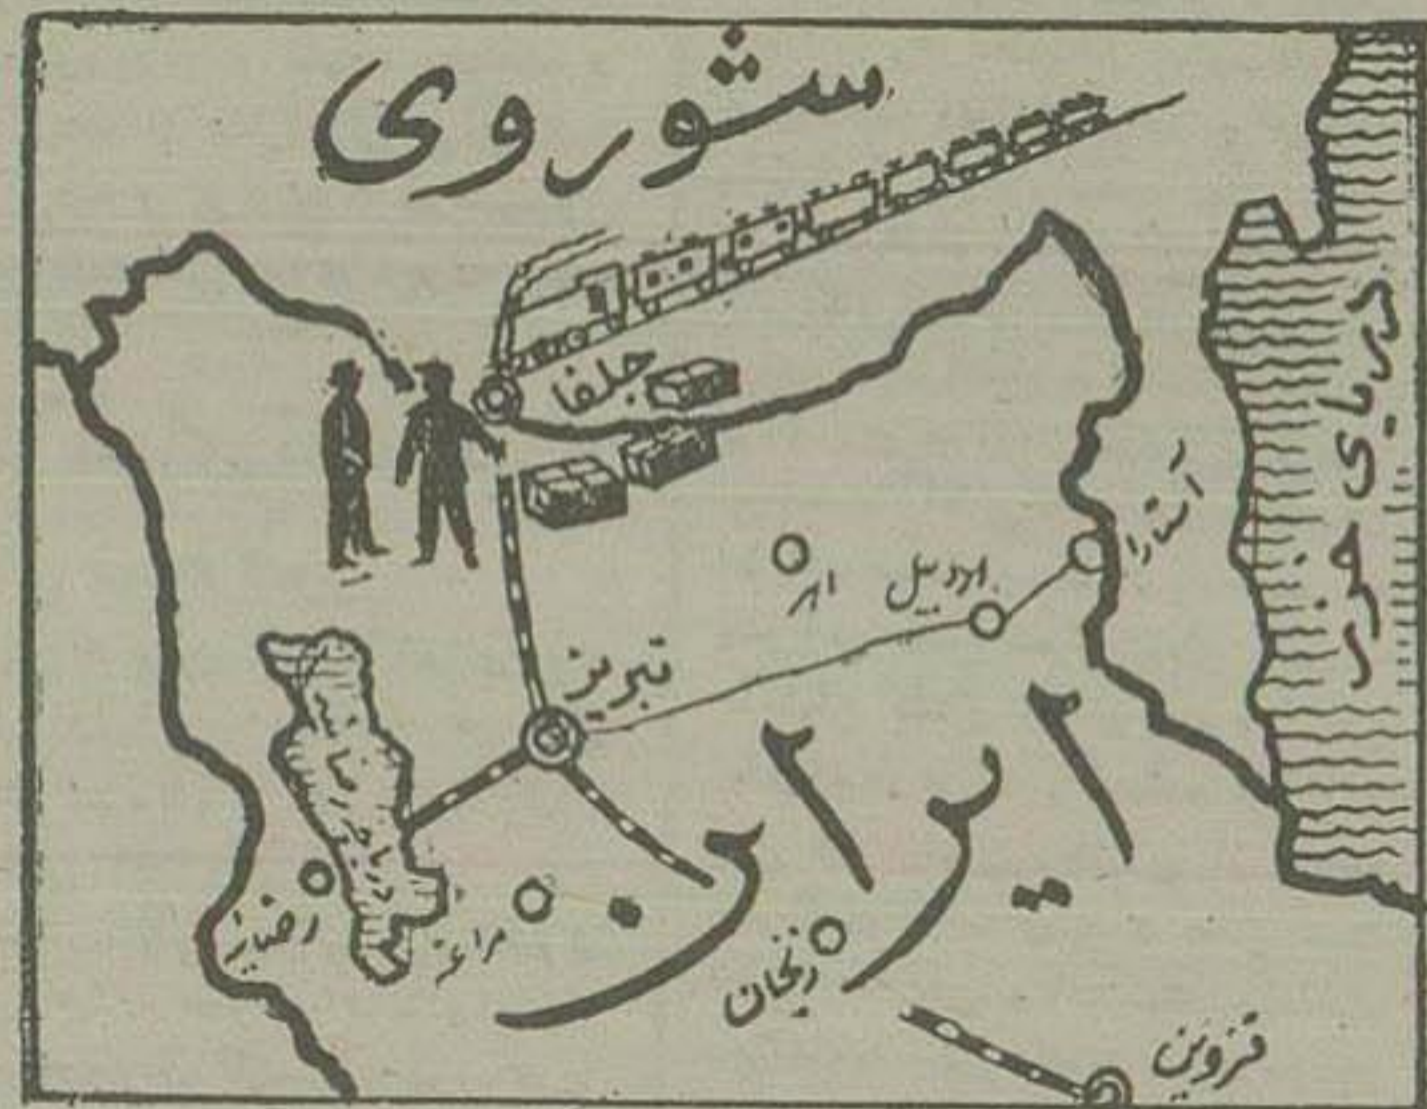 شوروی
دریای خزر
جلفا
آستارا
اردبیل
اهر
تبریز
ایران
دریاچه رضائیه
رضائیه
مراغه
زنجان
قزوین